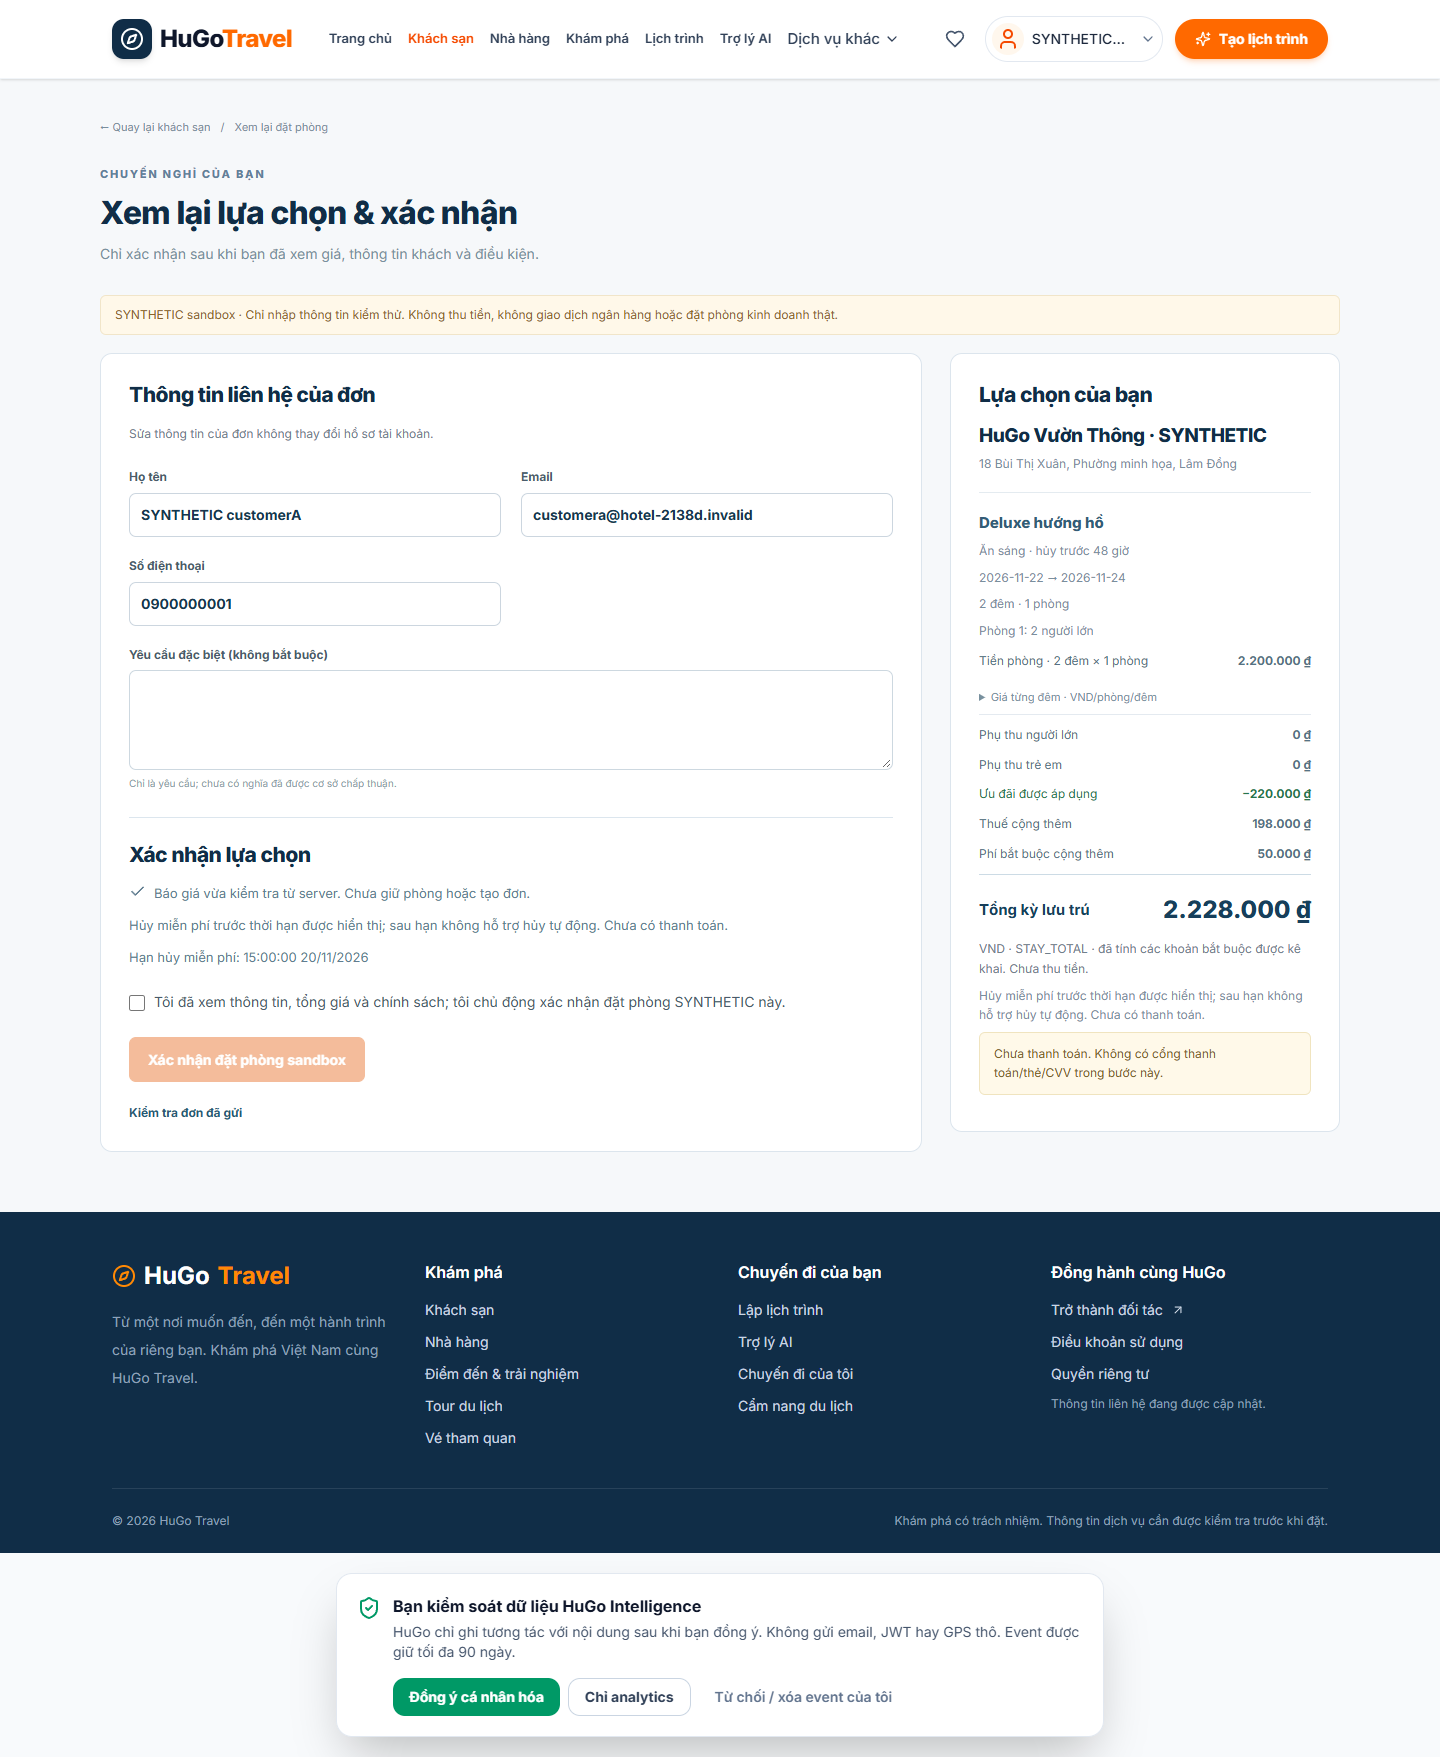 HuGoTravel
Trang chủ
Khách sạn
Nhà hàng
Khám phá
Lịch trình
Trợ lý AI
Dịch vụ khác
SYNTHETIC...
Tạo lịch trình
← Quay lại khách sạn / Xem lại đặt phòng
CHUYẾN NGHỈ CỦA BẠN
Xem lại lựa chọn & xác nhận
Chỉ xác nhận sau khi bạn đã xem giá, thông tin khách và điều kiện.
SYNTHETIC sandbox · Chỉ nhập thông tin kiểm thử. Không thu tiền, không giao dịch ngân hàng hoặc đặt phòng kinh doanh thật.
Thông tin liên hệ của đơn
Sửa thông tin của đơn không thay đổi hồ sơ tài khoản.
Họ tên
SYNTHETIC customerA
Email
customera@hotel-2138d.invalid
Số điện thoại
0900000001
Yêu cầu đặc biệt (không bắt buộc)
Chỉ là yêu cầu; chưa có nghĩa đã được cơ sở chấp thuận.
Xác nhận lựa chọn
Báo giá vừa kiểm tra từ server. Chưa giữ phòng hoặc tạo đơn.
Hủy miễn phí trước thời hạn được hiển thị; sau hạn không hỗ trợ hủy tự động. Chưa có thanh toán.
Hạn hủy miễn phí: 15:00:00 20/11/2026
Tôi đã xem thông tin, tổng giá và chính sách; tôi chủ động xác nhận đặt phòng SYNTHETIC này.
Xác nhận đặt phòng sandbox
Kiểm tra đơn đã gửi
Lựa chọn của bạn
HuGo Vườn Thông · SYNTHETIC
18 Bùi Thị Xuân, Phường minh họa, Lâm Đồng
Deluxe hướng hồ
Ăn sáng · hủy trước 48 giờ
2026-11-22 → 2026-11-24
2 đêm · 1 phòng
Phòng 1: 2 người lớn
Tiền phòng · 2 đêm × 1 phòng 2.200.000 ₫
▶ Giá từng đêm · VND/phòng/đêm
Phụ thu người lớn 0 ₫
Phụ thu trẻ em 0 ₫
Ưu đãi được áp dụng −220.000 ₫
Thuế cộng thêm 198.000 ₫
Phí bắt buộc cộng thêm 50.000 ₫
Tổng kỳ lưu trú 2.228.000 ₫
VND · STAY_TOTAL · đã tính các khoản bắt buộc được kê
khai. Chưa thu tiền.
Hủy miễn phí trước thời hạn được hiển thị; sau hạn không
hỗ trợ hủy tự động. Chưa có thanh toán.
Chưa thanh toán. Không có cổng thanh
toán/thẻ/CVV trong bước này.
HuGo Travel
Từ một nơi muốn đến, đến một hành trình
của riêng bạn. Khám phá Việt Nam cùng
HuGo Travel.
Khám phá
Khách sạn
Nhà hàng
Điểm đến & trải nghiệm
Tour du lịch
Vé tham quan
Chuyến đi của bạn
Lập lịch trình
Trợ lý AI
Chuyến đi của tôi
Cẩm nang du lịch
Đồng hành cùng HuGo
Trở thành đối tác
Điều khoản sử dụng
Quyền riêng tư
Thông tin liên hệ đang được cập nhật.
© 2026 HuGo Travel
Khám phá có trách nhiệm. Thông tin dịch vụ cần được kiểm tra trước khi đặt.
Bạn kiểm soát dữ liệu HuGo Intelligence
HuGo chỉ ghi tương tác với nội dung sau khi bạn đồng ý. Không gửi email, JWT hay GPS thô. Event được
giữ tối đa 90 ngày.
Đồng ý cá nhân hóa
Chỉ analytics
Từ chối / xóa event của tôi